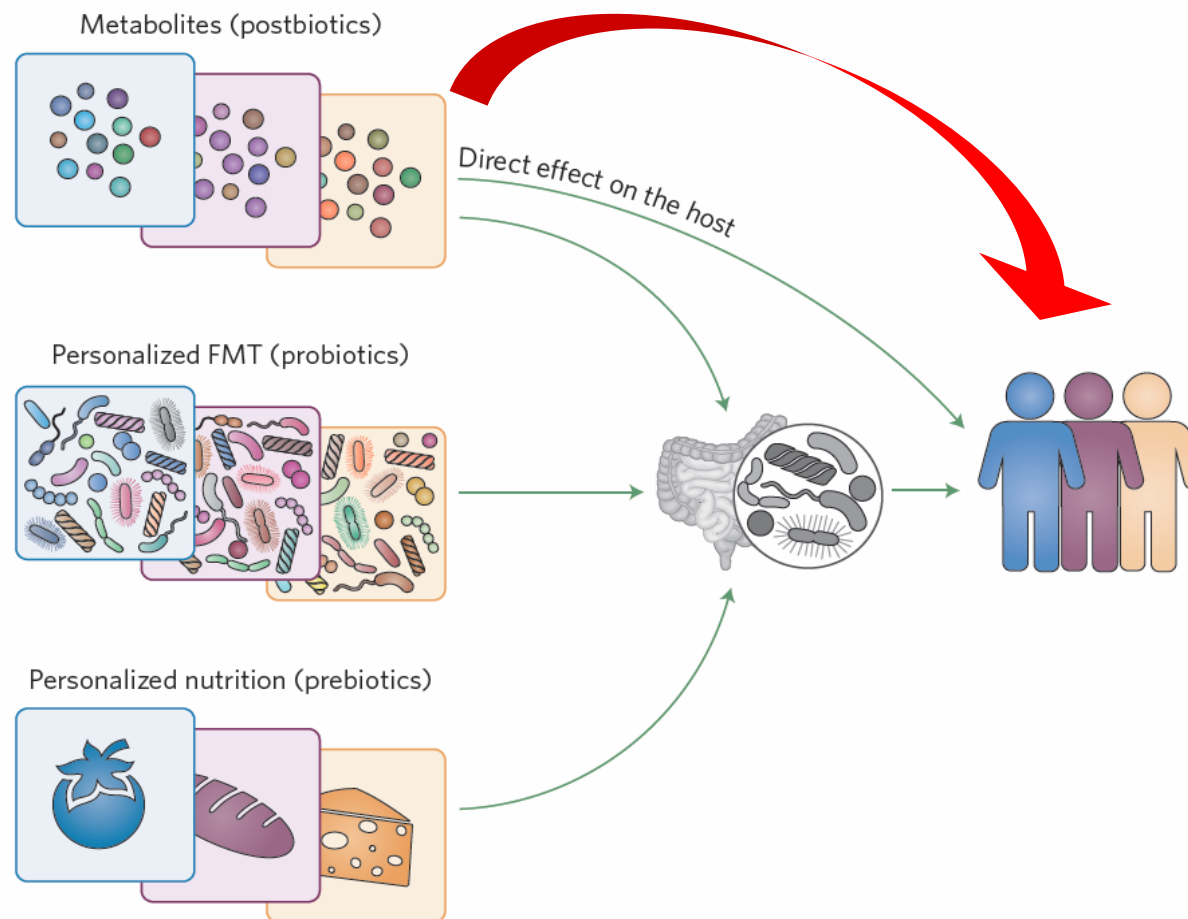 Metabolites (postbiotics)
Direct effect on the host
Personalized FMT (probiotics)
Personalized nutrition (prebiotics)